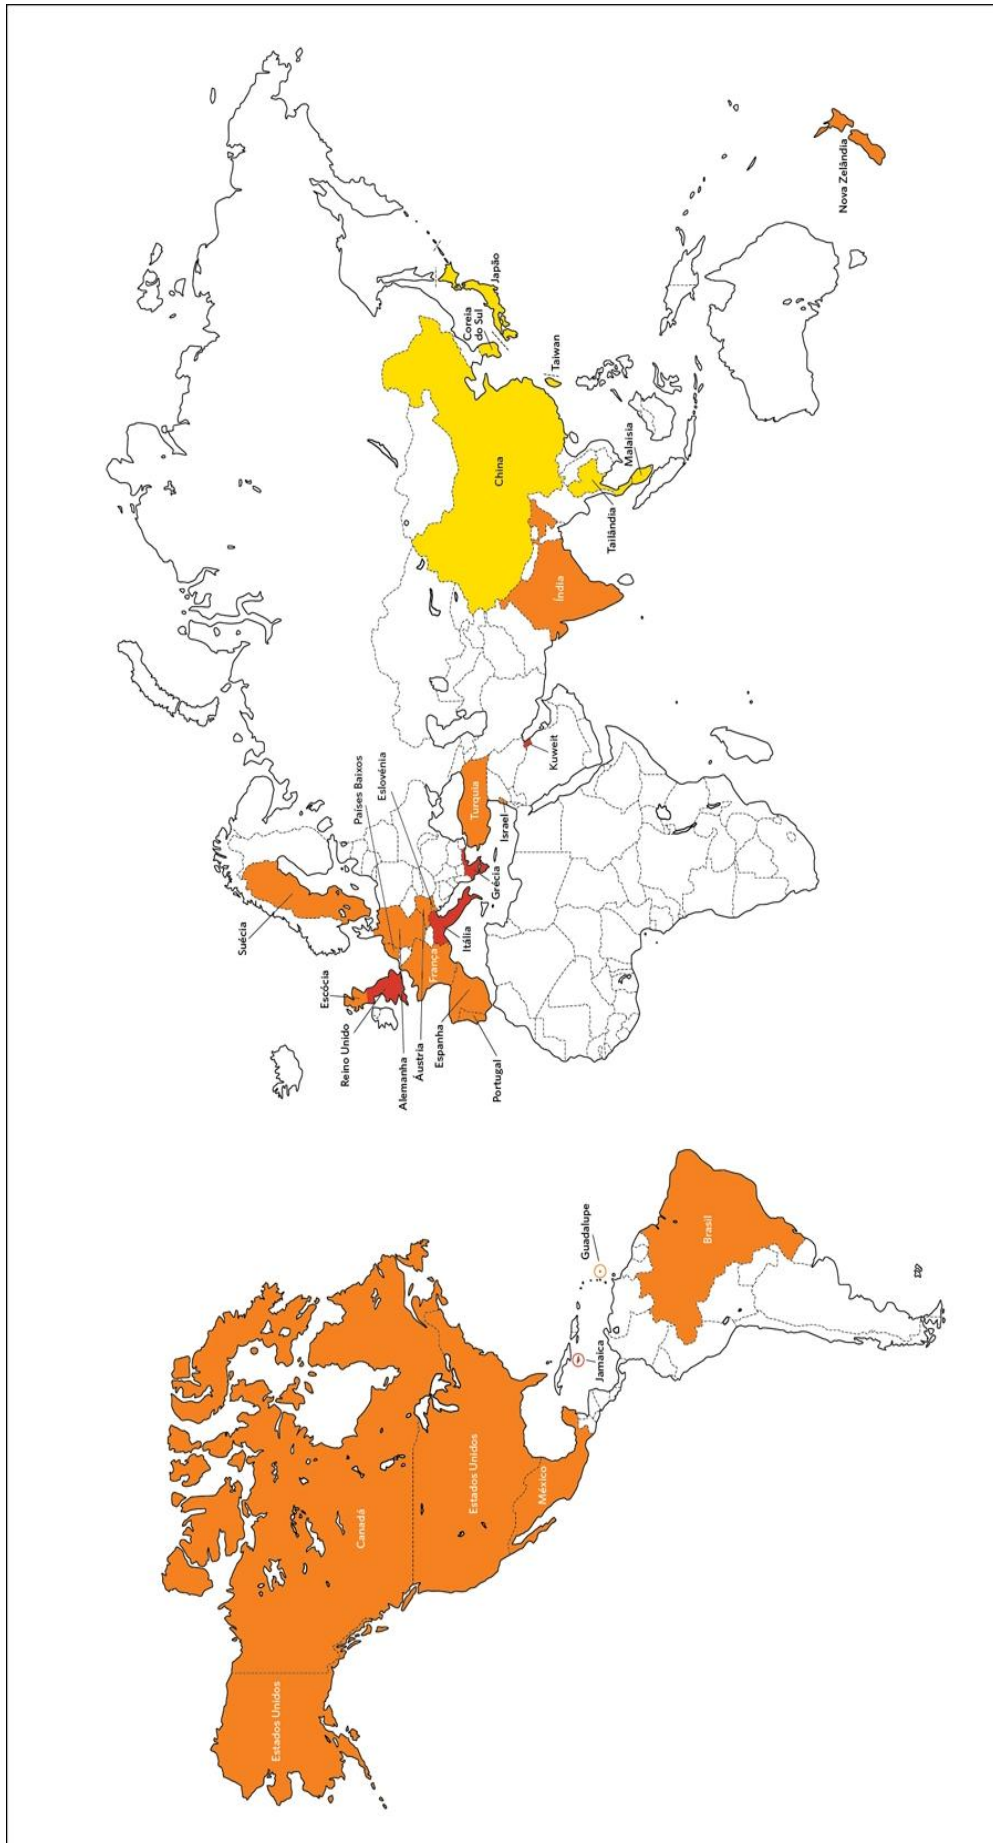 Estados Unidos
Canadá
Estados Unidos
México
Jamaica
Guadalupe
Brasil
Suécia
Escócia
Reino Unido
Alemanha
Áustria
Espanha
Portugal
França
Itália
Grécia
Países Baixos
Eslovénia
Turquia
Israel
Kuweit
Índia
China
Tailândia
Malaisia
Taiwan
Coreia
do Sul
Japão
Nova Zelândia